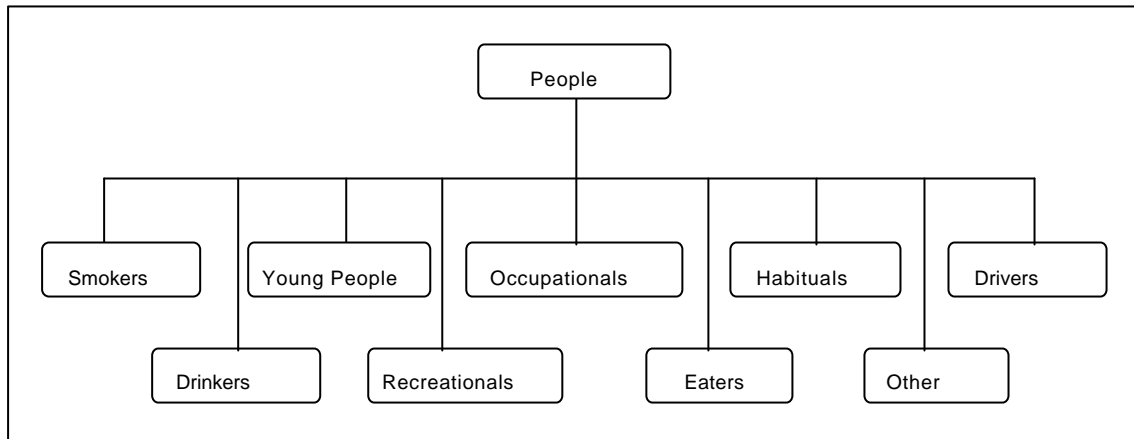 People
Smokers
Young People
Occupationals
Habituals
Drivers
Drinkers
Recreationals
Eaters
Other